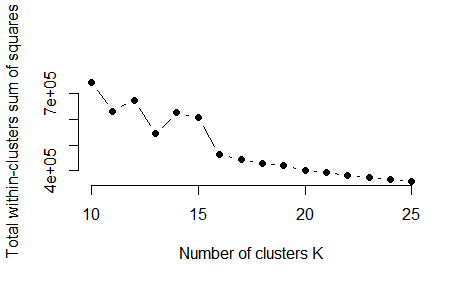 Total within-clusters sum of squares
7e+05
4e+05
10 15 20 25
Number of clusters K